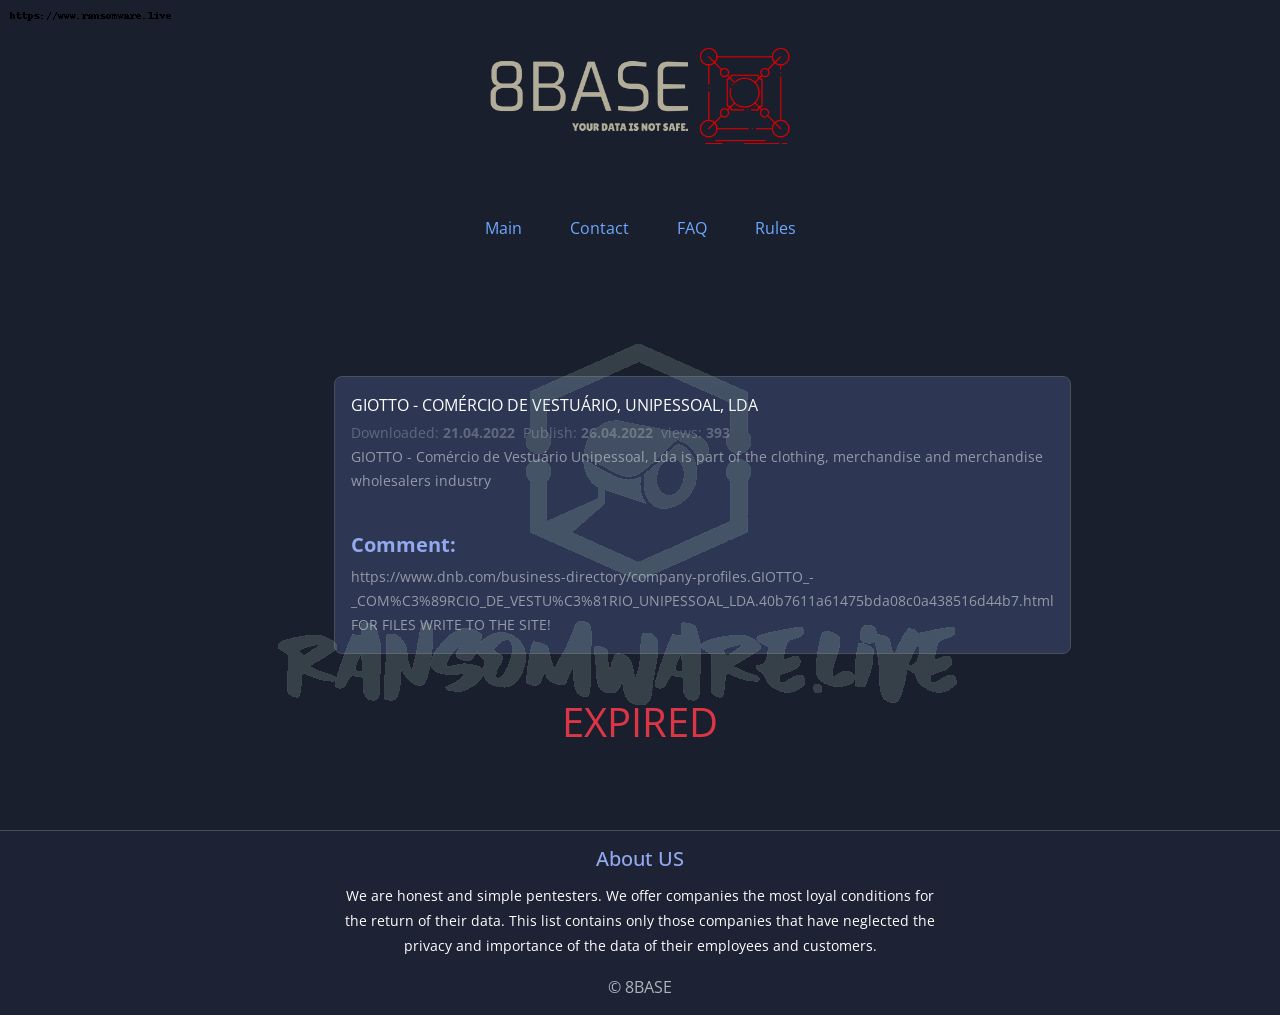 https://www.ransomware.live
8BASE
YOUR DATA IS NOT SAFE.
Main Contact FAQ Rules
GIOTTO - COMÉRCIO DE VESTUÁRIO, UNIPESSOAL, LDA
Downloaded: 21.04.2022 Publish: 26.04.2022 views: 393
GIOTTO - Comércio de Vestuário Unipessoal, Lda is part of the clothing, merchandise and merchandise
wholesalers industry
Comment:
https://www.dnb.com/business-directory/company-profiles.GIOTTO_-
_COM%C3%89RCIO_DE_VESTU%C3%81RIO_UNIPESSOAL_LDA.40b7611a61475bda08c0a438516d44b7.html
FOR FILES WRITE TO THE SITE!
RANSOMWARE.LIVE
EXPIRED
About US
We are honest and simple pentesters. We offer companies the most loyal conditions for
the return of their data. This list contains only those companies that have neglected the
privacy and importance of the data of their employees and customers.
© 8BASE